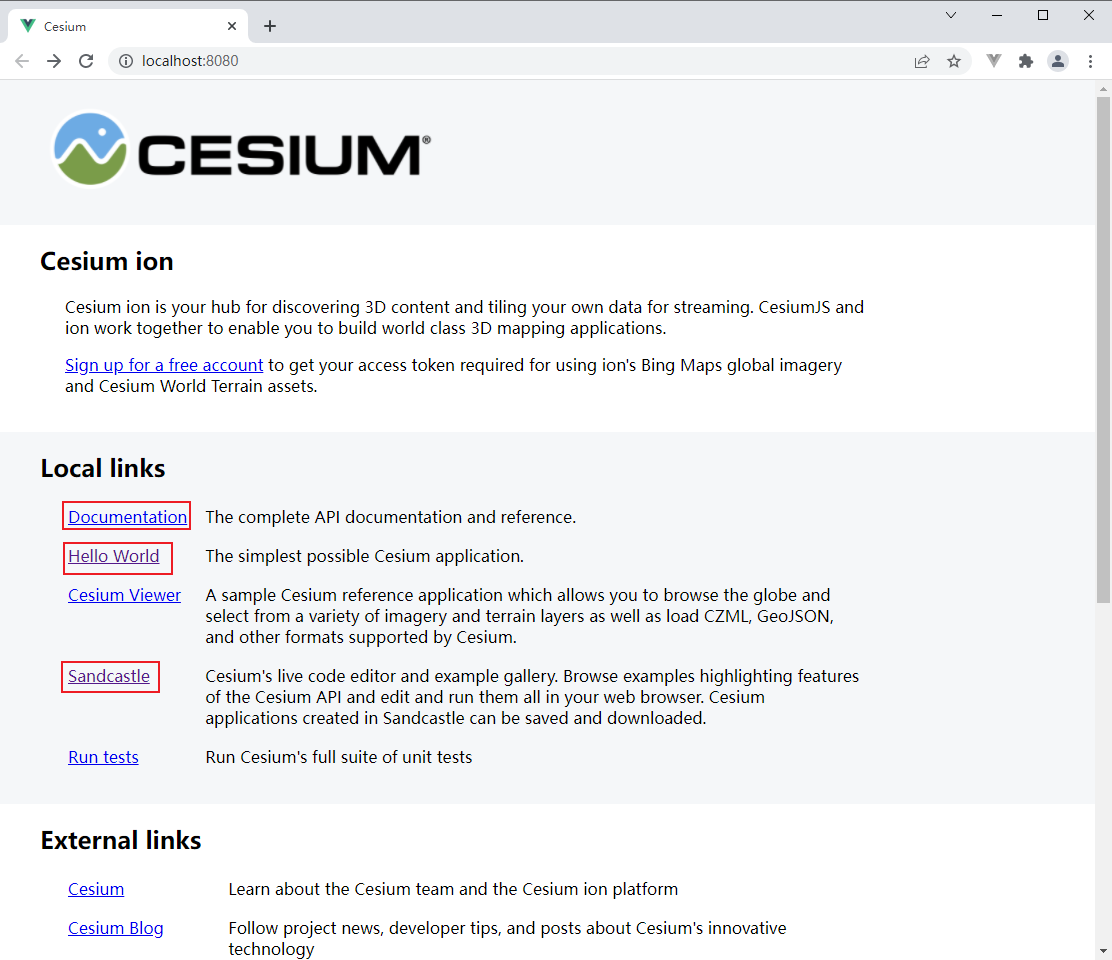 Cesium
localhost:8080
CESIUM®
Cesium ion
Cesium ion is your hub for discovering 3D content and tiling your own data for streaming. CesiumJS and
ion work together to enable you to build world class 3D mapping applications.
Sign up for a free account to get your access token required for using ion's Bing Maps global imagery
and Cesium World Terrain assets.
Local links
Documentation The complete API documentation and reference.
Hello World The simplest possible Cesium application.
Cesium Viewer A sample Cesium reference application which allows you to browse the globe and
select from a variety of imagery and terrain layers as well as load CZML, GeoJSON,
and other formats supported by Cesium.
Sandcastle Cesium's live code editor and example gallery. Browse examples highlighting features
of the Cesium API and edit and run them all in your web browser. Cesium
applications created in Sandcastle can be saved and downloaded.
Run tests Run Cesium's full suite of unit tests
External links
Cesium Learn about the Cesium team and the Cesium ion platform
Cesium Blog Follow project news, developer tips, and posts about Cesium's innovative
technology